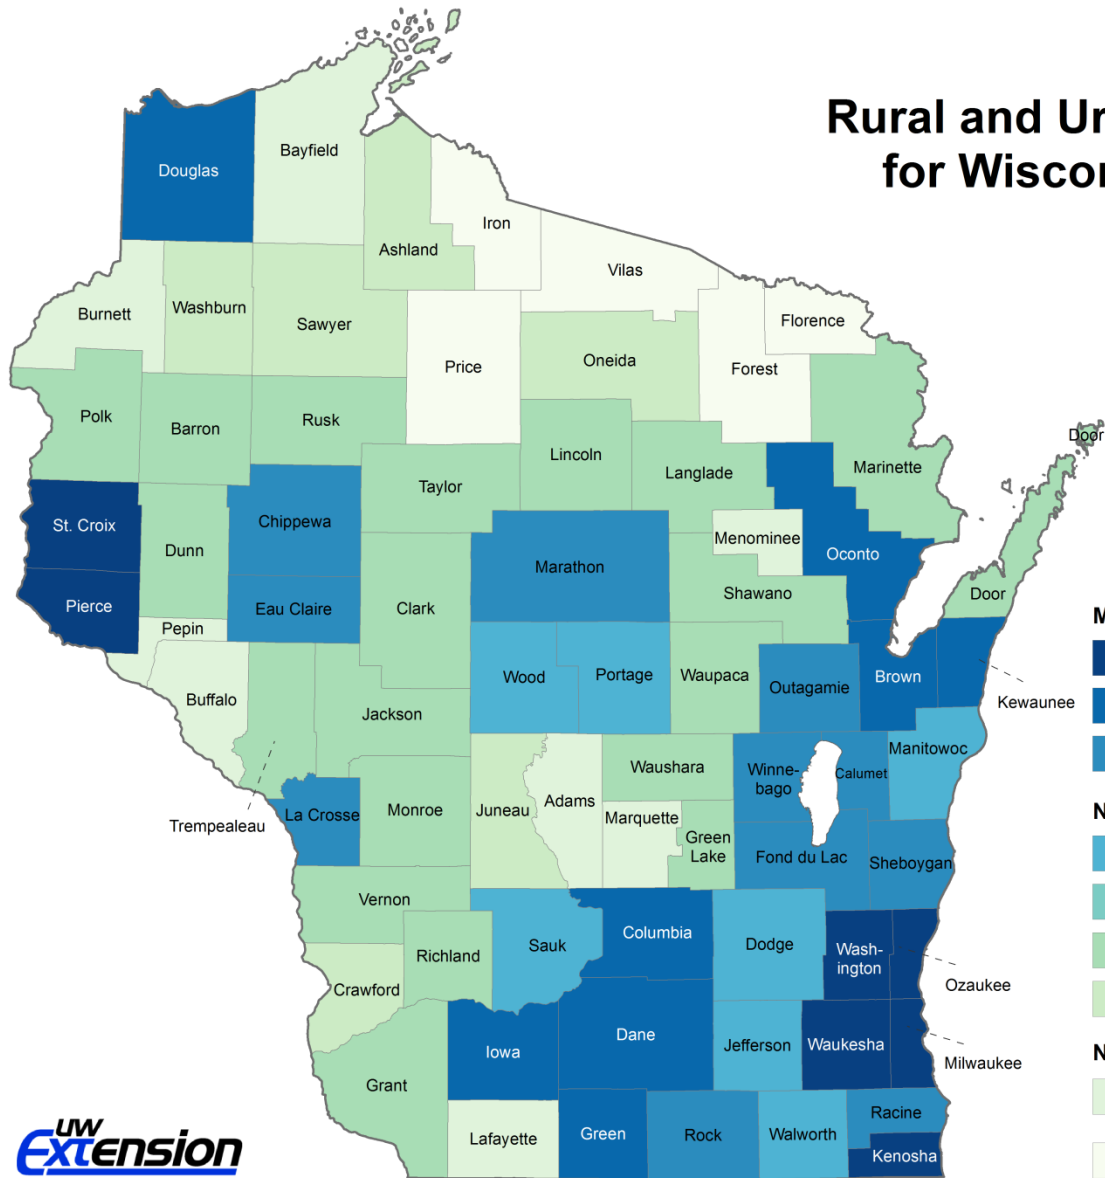 Rural and Ur
for Wiscor
Douglas
Bayfield
Ashland
Iron
Vilas
Florence
Burnett
Washburn
Sawyer
Price
Oneida
Forest
Polk
Barron
Rusk
Lincoln
Langlade
Marinette
Door
Taylor
St. Croix
Chippewa
Dunn
Marathon
Menominee
Oconto
Pierce
Eau Claire
Clark
Shawano
Door
Pepin
Buffalo
Jackson
Wood
Portage
Waupaca
Outagamie
Brown
Kewaunee
Manitowoc
Trempealeau
La Crosse
Monroe
Juneau
Adams
Waushara
Marquette
Green
Lake
Winne-
bago
Calumet
Fond du Lac
Sheboygan
Vernon
Richland
Sauk
Columbia
Dodge
Wash-
ington
Ozaukee
Crawford
Iowa
Dane
Jefferson
Waukesha
Milwaukee
Grant
Lafayette
Green
Rock
Walworth
Racine
Kenosha
M
N
N
UW
Extension